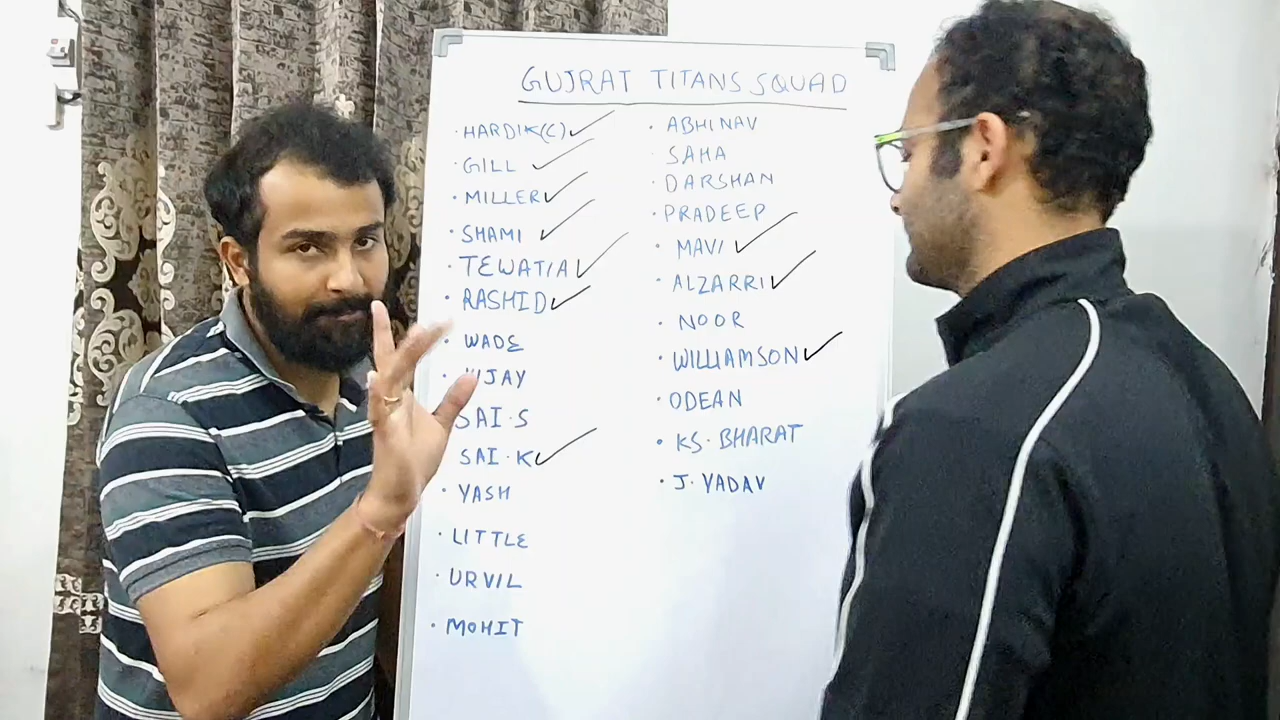 GUJRAT TITANS SQUAD
· HARDIK(C) ✓
· GILL ✓
· MILLER ✓
· SHAMI ✓
· TEWATIA ✓
· RASHID ✓
· WADE
· VIJAY
SAI·S
SAI·K ✓
· YASH
· LITTLE
· URVIL
· MOHIT
· ABHINAV
· SAHA
· DARSHAN
· PRADEEP
· MAVI ✓
· ALZARRI ✓
· NOOR
· WILLIAMSON ✓
· ODEAN
· KS·BHARAT
· J·YADAV